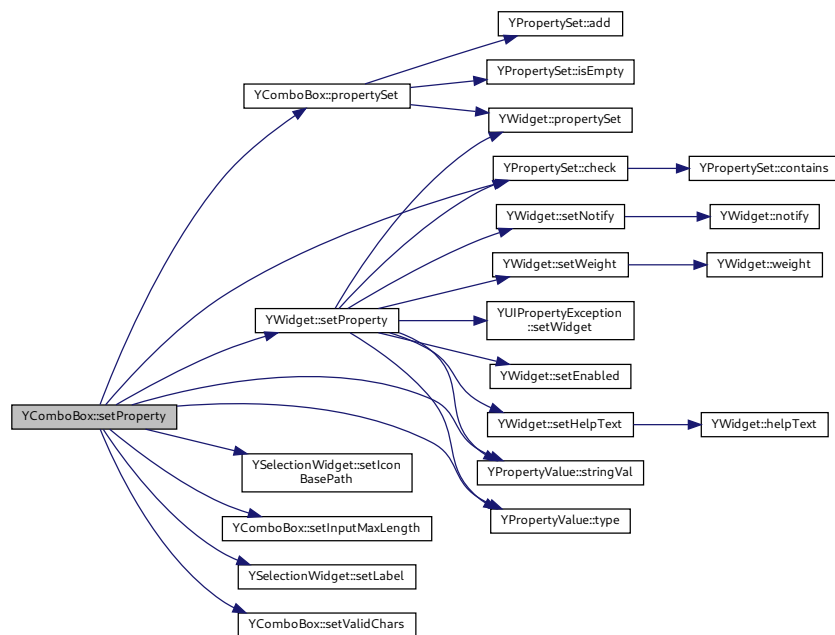 YPropertySet::add
YPropertySet::isEmpty
YComboBox::propertySet
YWidget::propertySet
YPropertySet::check
YPropertySet::contains
YWidget::setNotify
YWidget::notify
YWidget::setWeight
YWidget::weight
YWidget::setProperty
YUIPropertyException
::setWidget
YWidget::setEnabled
YComboBox::setProperty
YWidget::setHelpText
YWidget::helpText
YSelectionWidget::setIcon
BasePath
YPropertyValue::stringVal
YComboBox::setInputMaxLength
YPropertyValue::type
YSelectionWidget::setLabel
YComboBox::setValidChars